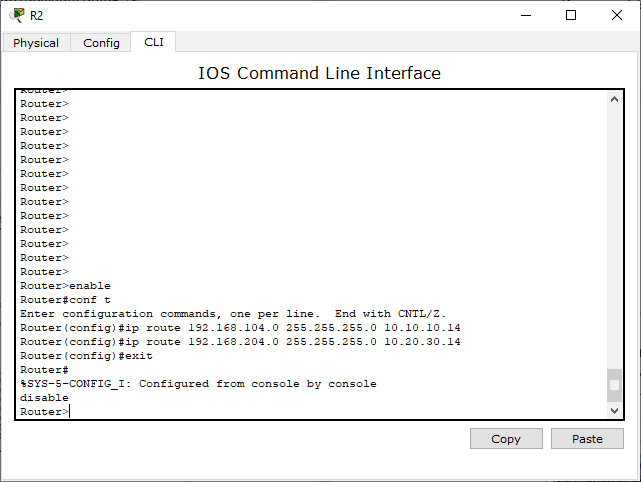 R2
Physical Config CLI
IOS Command Line Interface
Router>
Router>
Router>
Router>
Router>
Router>
Router>
Router>
Router>
Router>
Router>
Router>
Router>
Router>
Router>enable
Router#conf t
Enter configuration commands, one per line.  End with CNTL/Z.
Router(config)#ip route 192.168.104.0 255.255.255.0 10.10.10.14
Router(config)#ip route 192.168.204.0 255.255.255.0 10.20.30.14
Router(config)#exit
Router#
%SYS-5-CONFIG_I: Configured from console by console
disable
Router>
Copy Paste